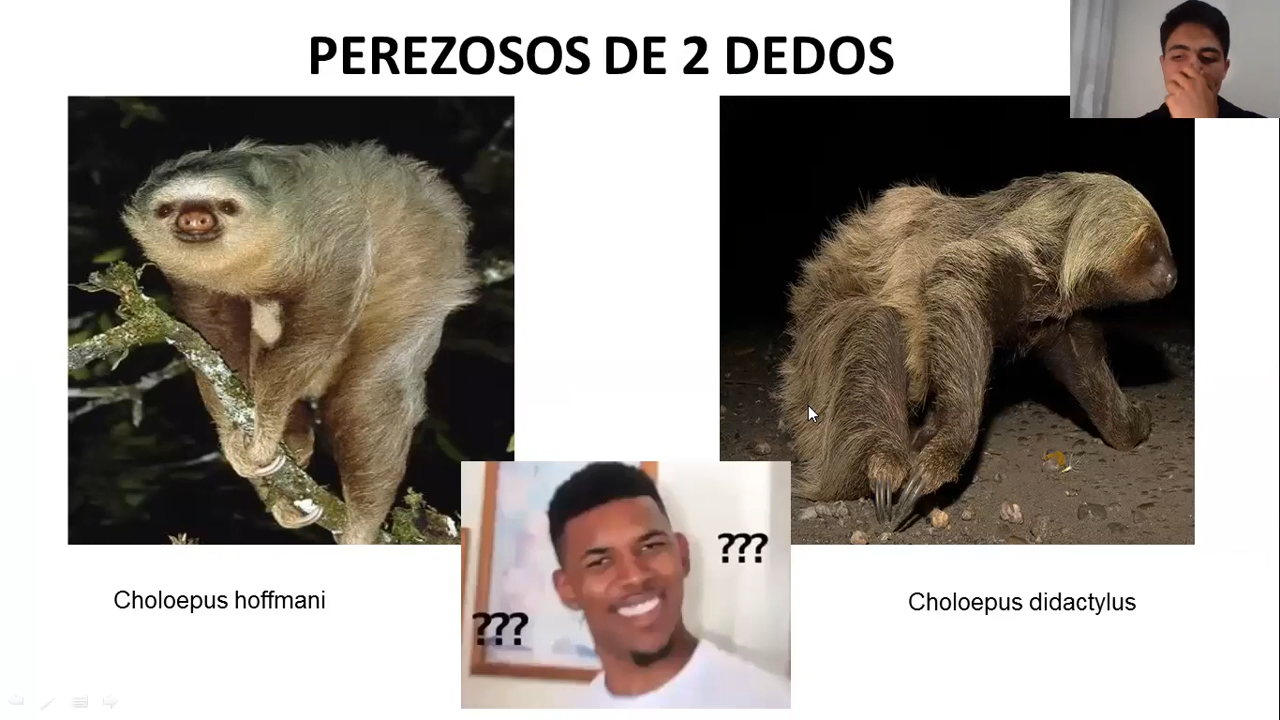 PEREZOSOS DE 2 DEDOS
???
???
Choloepus hoffmani
Choloepus didactylus